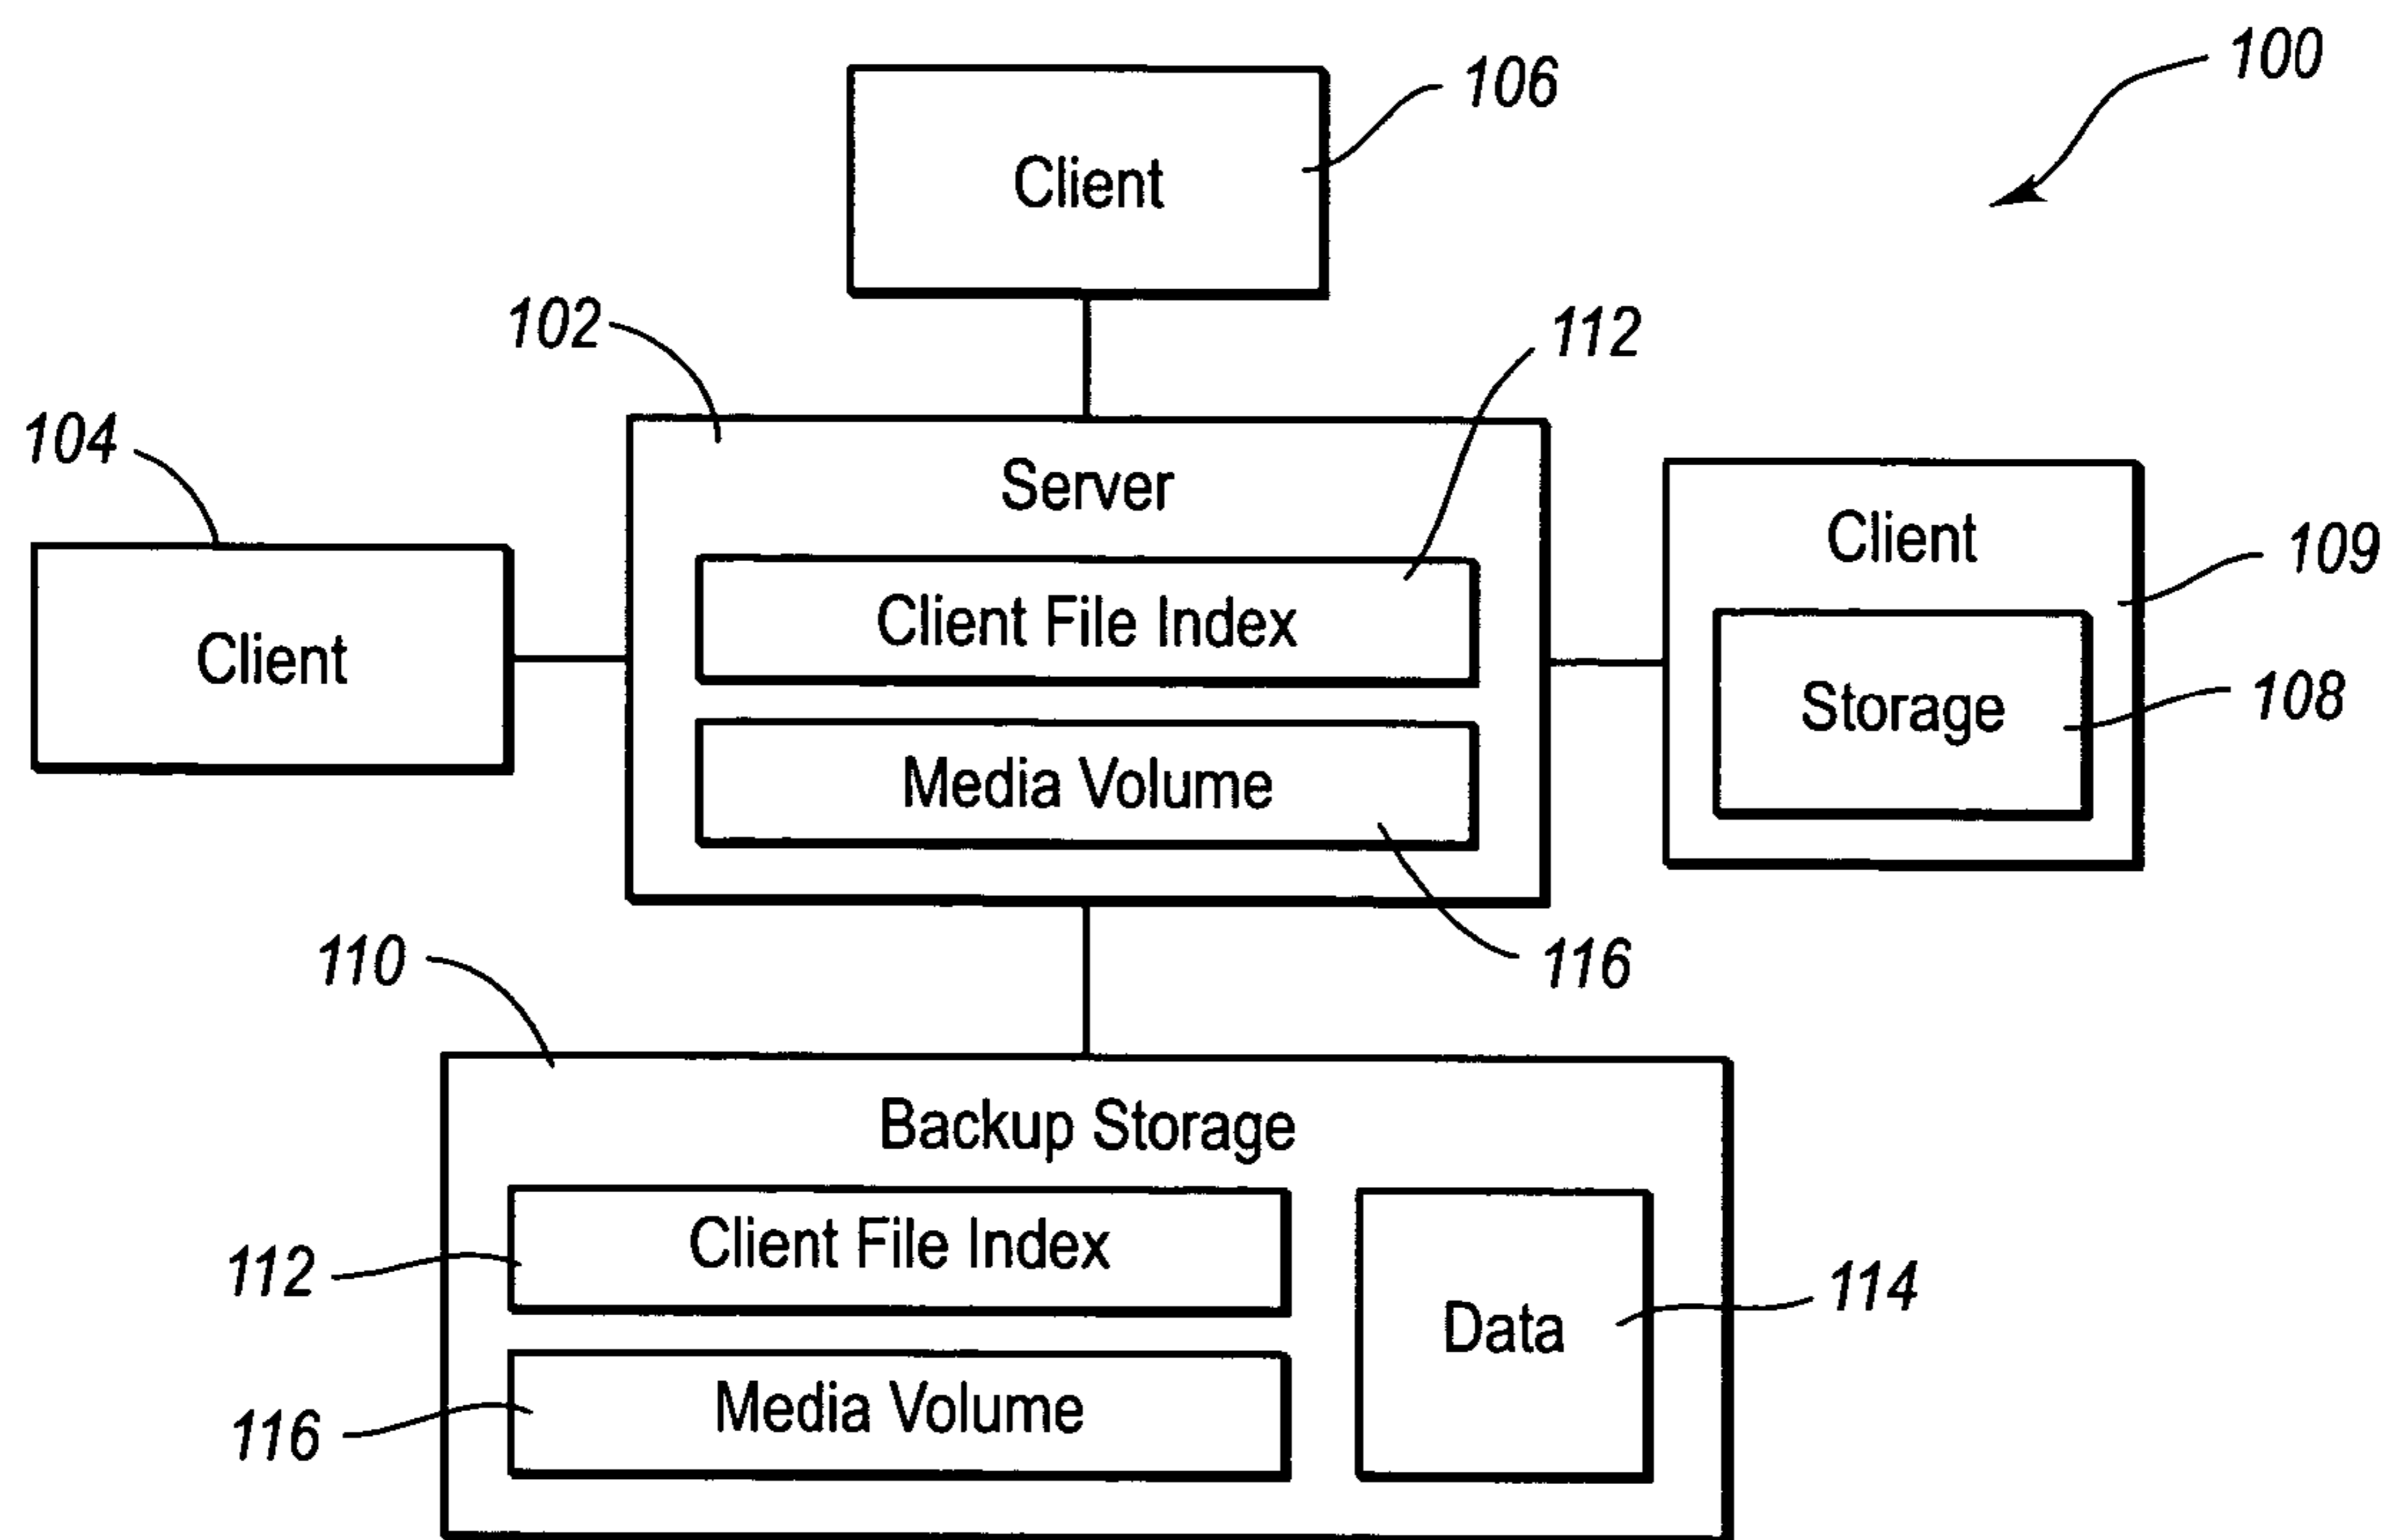 100
106
Client
102
112
104
Server
Client
109
Client File Index
Client
Storage
108
Media Volume
110
116
Backup Storage
Client File Index
112
114
Data
Media Volume
116